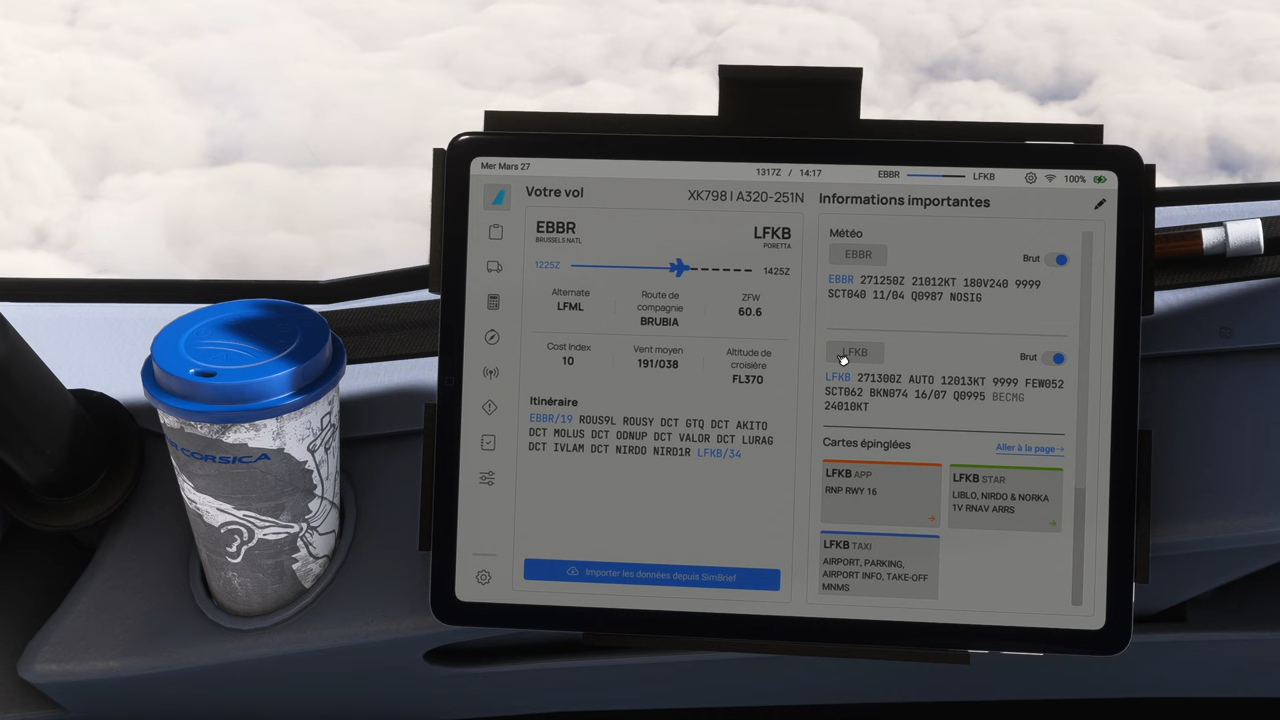 Mer Mars 27
1317Z / 14:17
EBBR
LFKB
100%
Votre vol
XK798 | A320-251N
EBBR
BRUSSELS NATL
LFKB
PORETTA
1225Z
1425Z
Alternate
LFML
Route de
compagnie
BRUBIA
ZFW
60.6
Cost Index
10
Vent moyen
191/038
Altitude de
croisière
FL370
Itinéraire
EBBR/19 ROUS9L ROUSY DCT GTQ DCT AKITO
DCT MOLUS DCT ODNUP DCT VALOR DCT LURAG
DCT IVLAM DCT NIRDO NIRD1R LFKB/34
Importer les données depuis SimBrief
Informations importantes
Météo
EBBR
Brut
EBBR 271250Z 21012KT 180V240 9999
SCT040 11/04 Q0987 NOSIG
LFKB
Brut
LFKB 271300Z AUTO 12013KT 9999 FEW052
SCT062 BKN074 16/07 Q0995 BECMG
24010KT
Cartes épinglées
Aller à la page
LFKB APP
RNP RWY 16
LFKB STAR
LIBLO, NIRDO & NORKA
1V RNAV ARRS
LFKB TAXI
AIRPORT, PARKING,
AIRPORT INFO, TAKE-OFF
MNMS
CORSICA